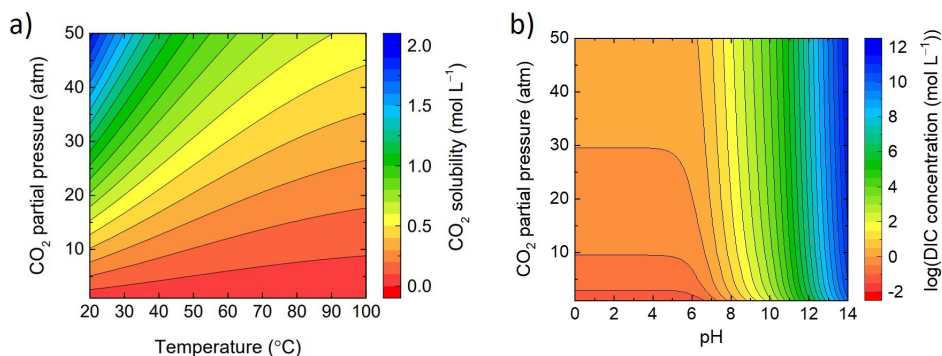 a)
CO₂ partial pressure (atm)
50
40
30
20
10
20 30 40 50 60 70 80 90 100
Temperature (°C)
2.0
1.5
1.0
0.5
0.0
CO₂ solubility (mol L⁻¹)
b)
CO₂ partial pressure (atm)
50
40
30
20
10
0 2 4 6 8 10 12 14
pH
12
10
8
6
4
2
0
-2
log(DIC concentration (mol L⁻¹))